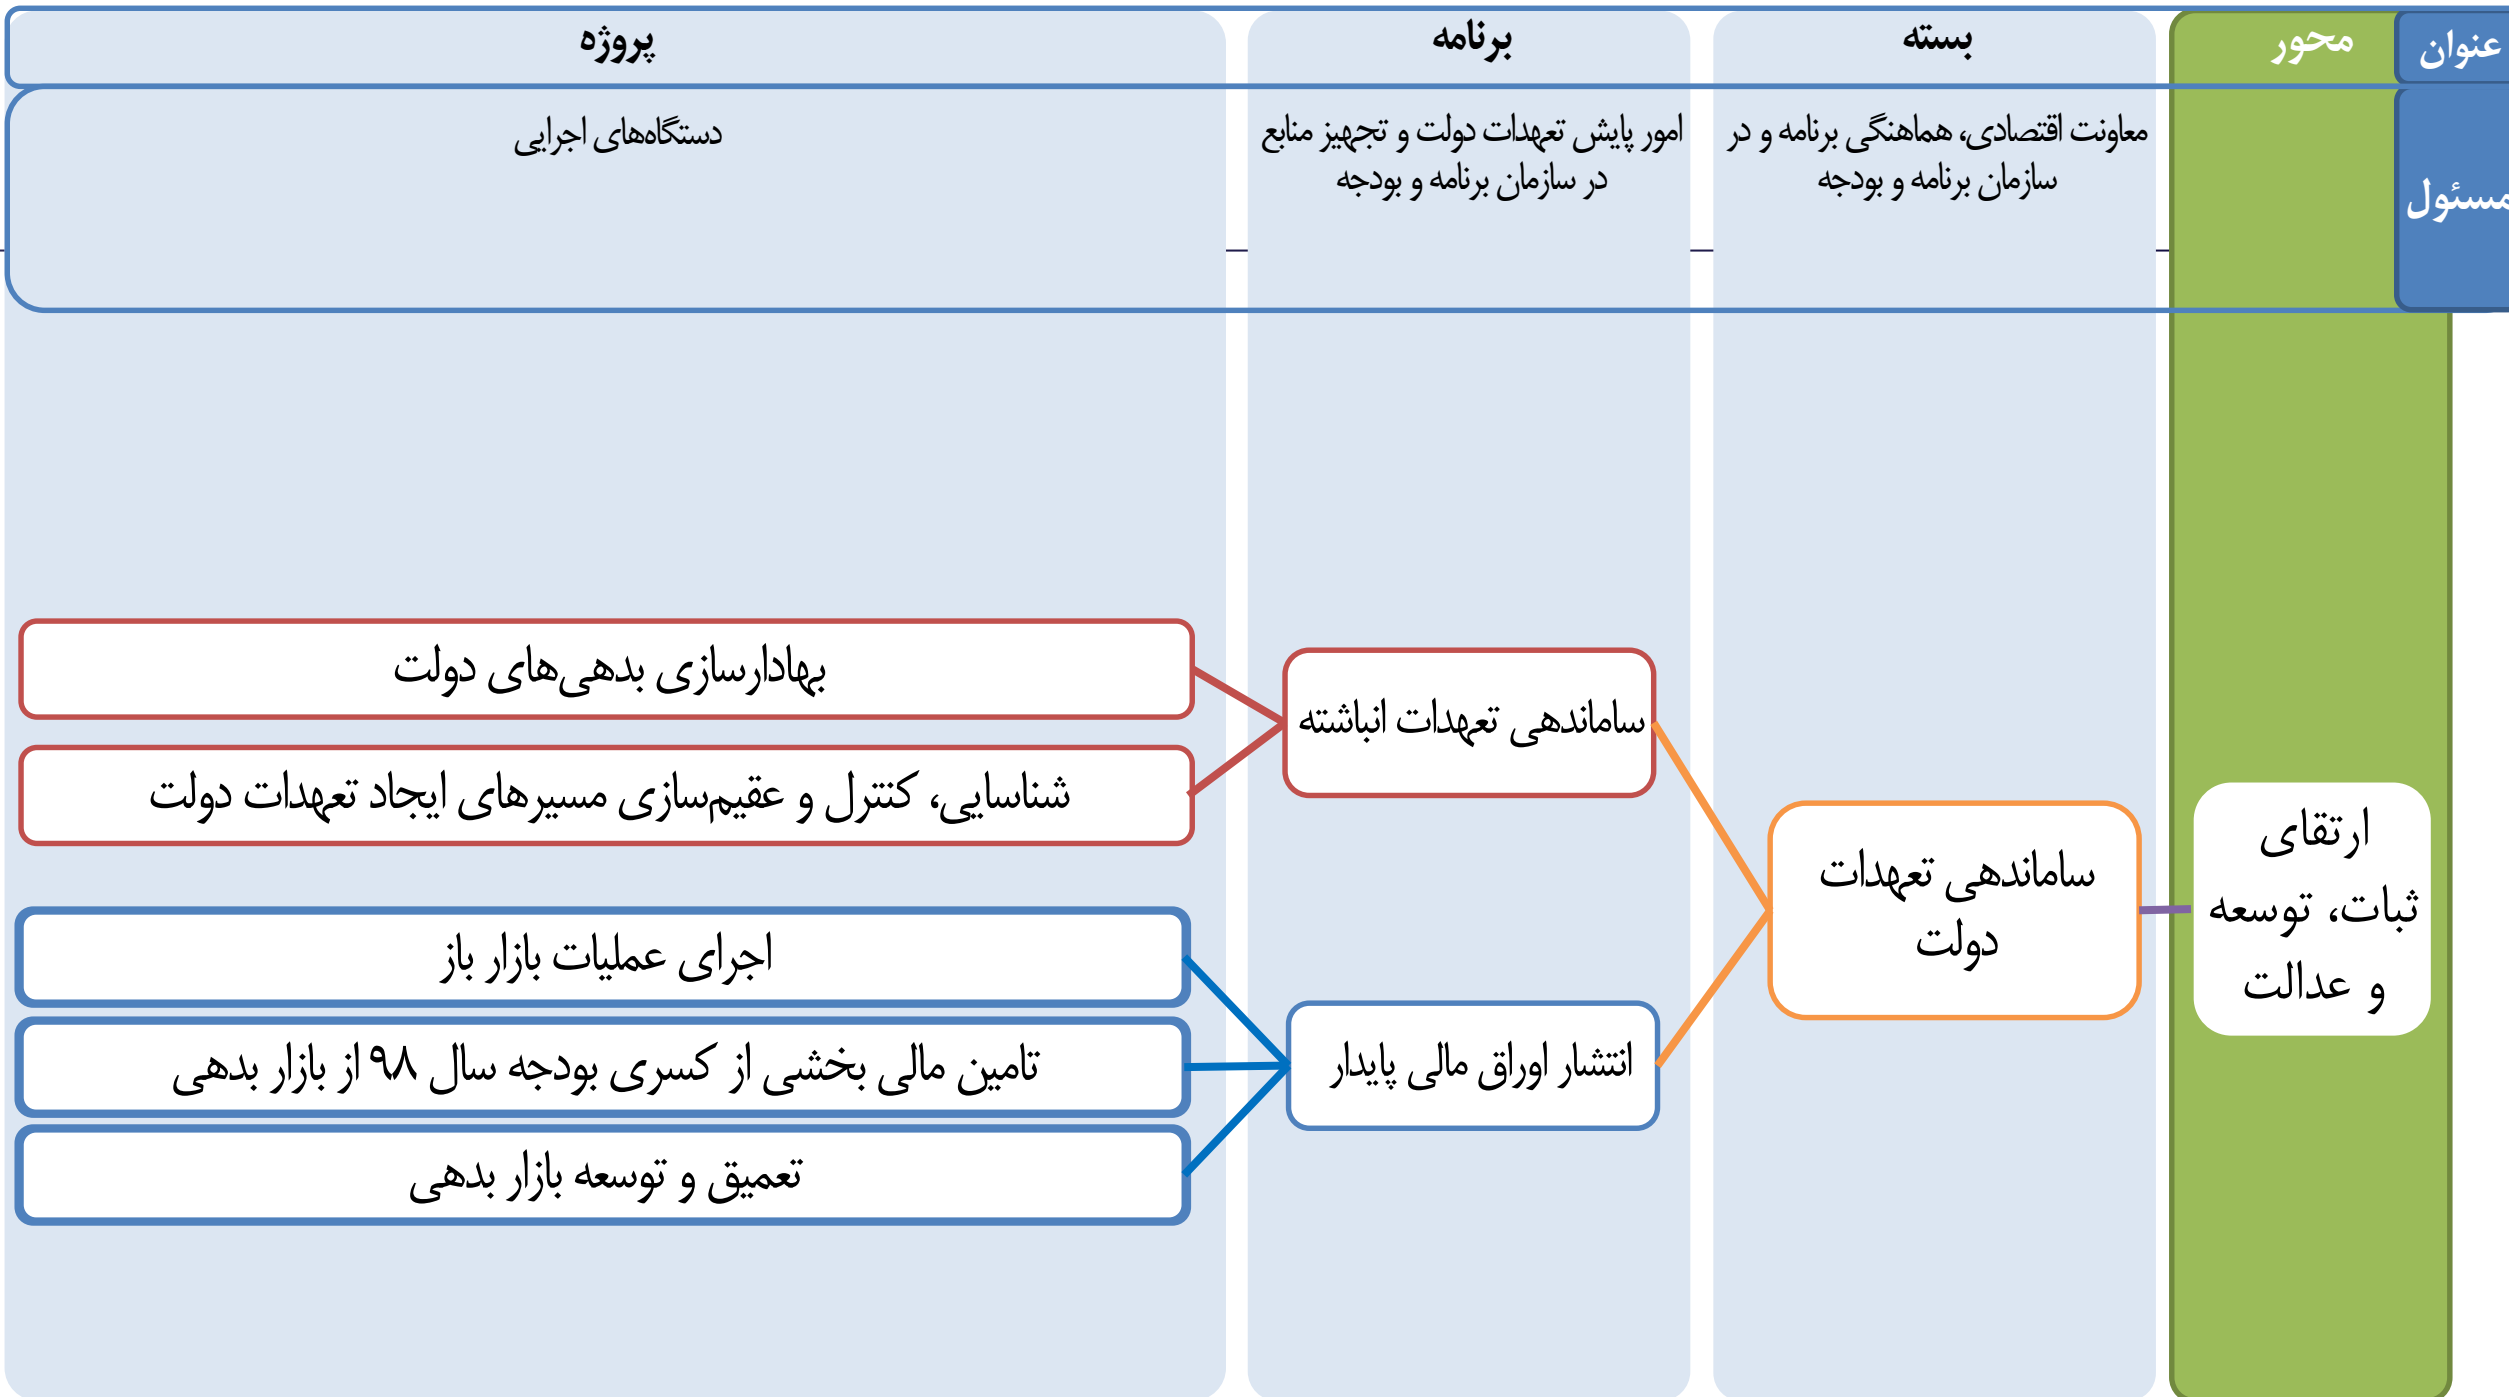 عنوان
محور
بسته
برنامه
پروژه
مسئول
معاونت اقتصادی، هماهنگی برنامه و در
سازمان برنامه و بودجه
امور پایش تعهدات دولت و تجهیز منابع
در سازمان برنامه و بودجه
دستگاه‌های اجرایی
ارتقای
ثبات، توسعه
و عدالت
ساماندهی تعهدات
دولت
ساماندهی تعهدات انباشته
بهادارسازی بدهی‌های دولت
شناسایی، کنترل و عقیم‌سازی مسیرهای ایجاد تعهدات دولت
انتشار اوراق مالی پایدار
اجرای عملیات بازار باز
تامین مالی بخشی از کسری بودجه سال ۹۸ از بازار بدهی
تعمیق و توسعه بازار بدهی